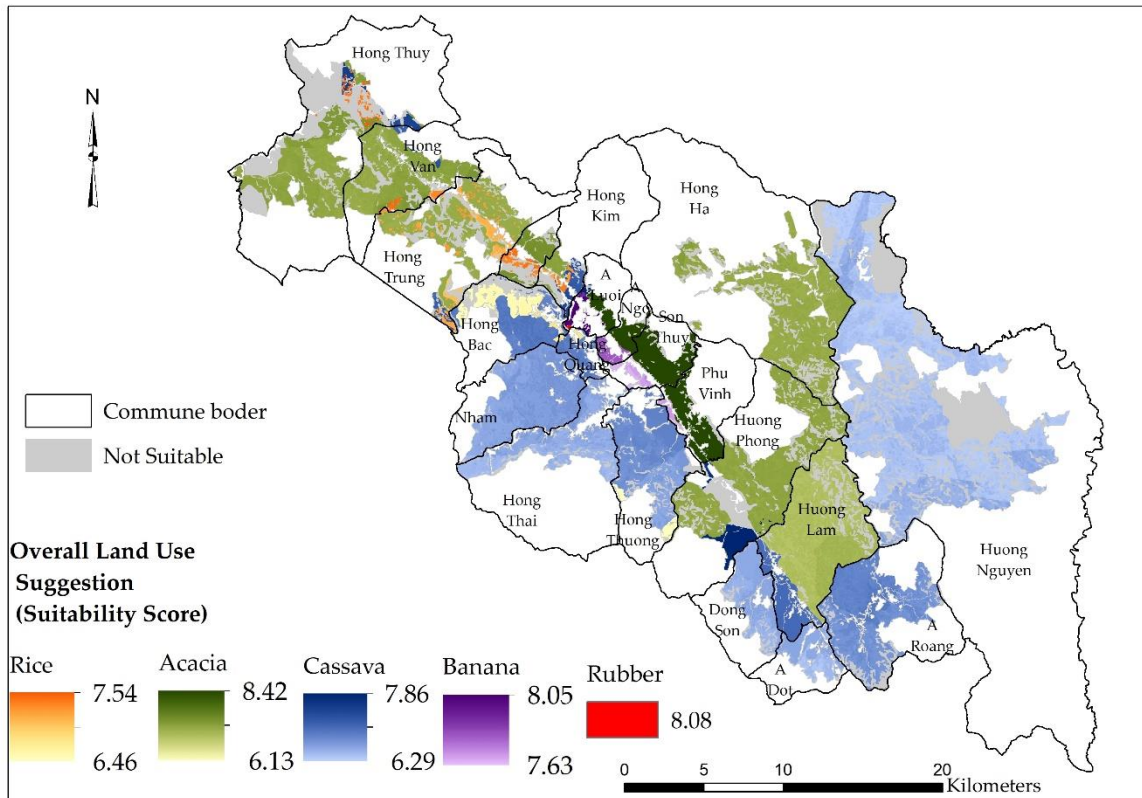 Hong Thuy
N
Hong
Van
Hong
Kim
Hong
Ha
Hong
Trung
A
Luoi
A
Ngo
Son
Thuy
Hong
Bac
Hong
Quang
Phu
Vinh
Commune boder
Nham
Huong
Phong
Not Suitable
Hong
Thai
Hong
Thuong
Huong
Lam
Huong
Nguyen
Overall Land Use
Suggestion
(Suitability Score)
Dong
Son
A
Roang
A
Dot
Rice
7.54
6.46
Acacia
8.42
6.13
Cassava
7.86
6.29
Banana
8.05
7.63
Rubber
8.08
0 5 10 20
Kilometers